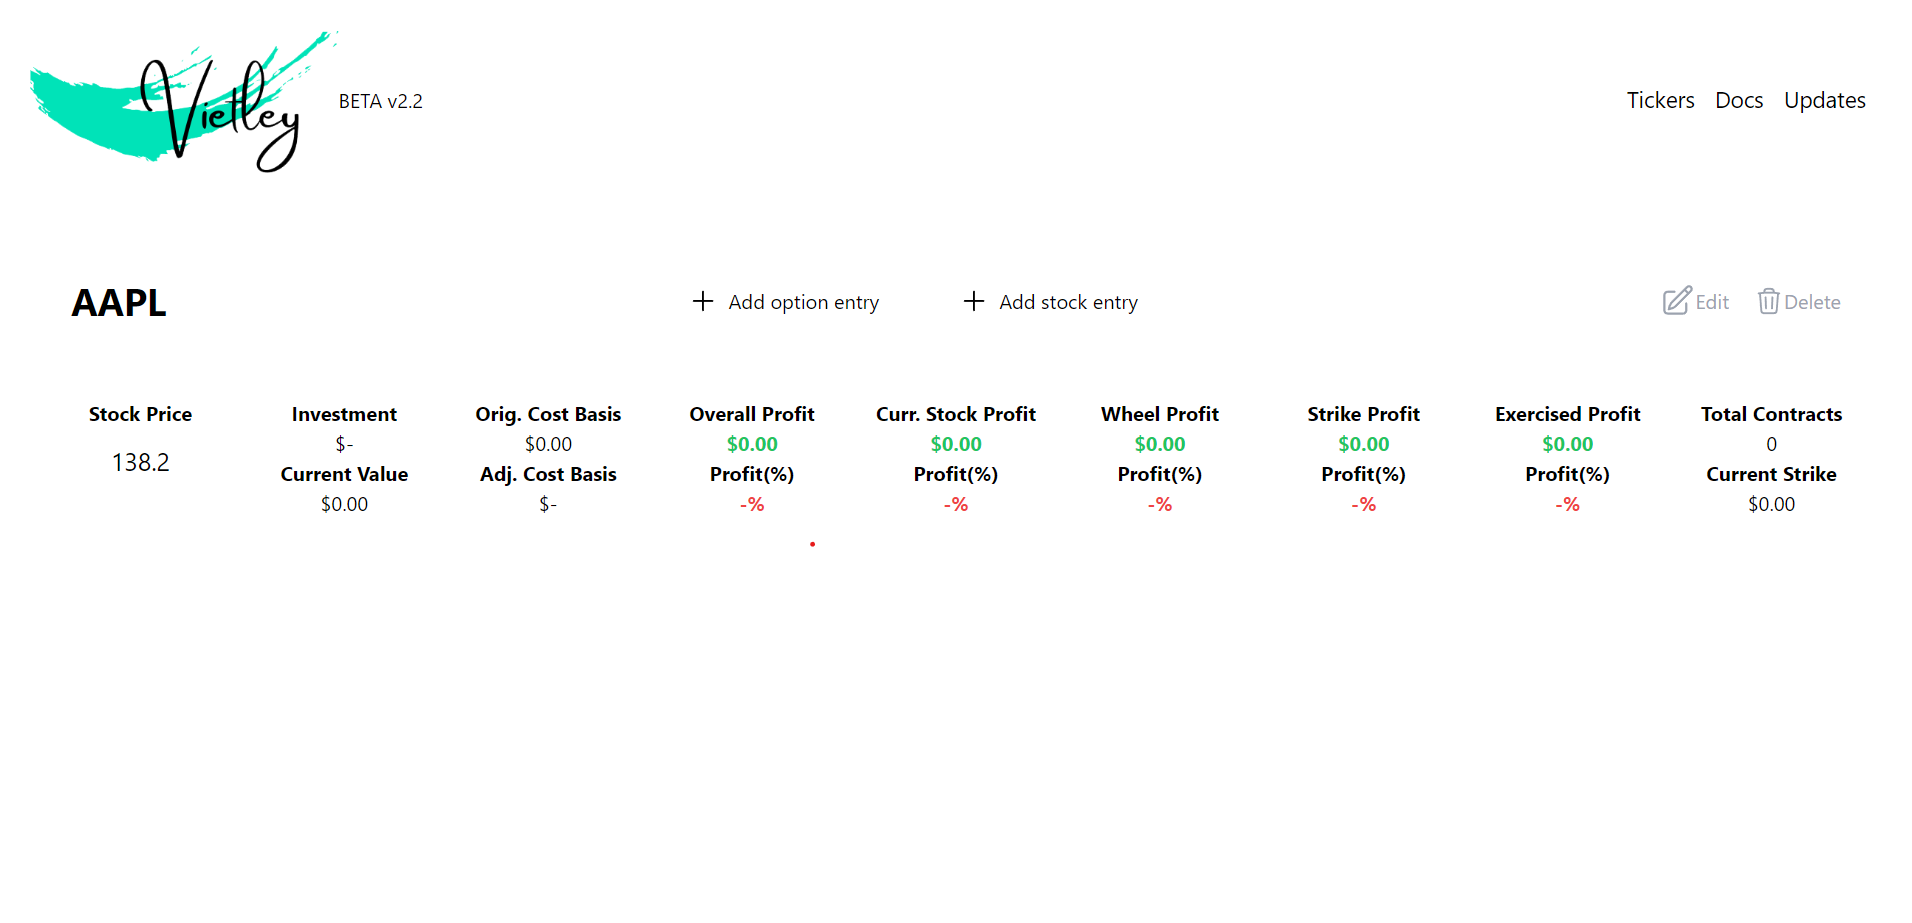 Vietley
BETA v2.2
Tickers Docs Updates
AAPL
Add option entry
Add stock entry
Edit
Delete
Stock Price Investment Orig. Cost Basis Overall Profit Curr. Stock Profit Wheel Profit Strike Profit Exercised Profit Total Contracts
$- $0.00 $0.00 $0.00 $0.00 $0.00 $0.00 0
138.2
Current Value Adj. Cost Basis Profit(%) Profit(%) Profit(%) Profit(%) Profit(%) Current Strike
$0.00 $- -% -% -% -% -% $0.00